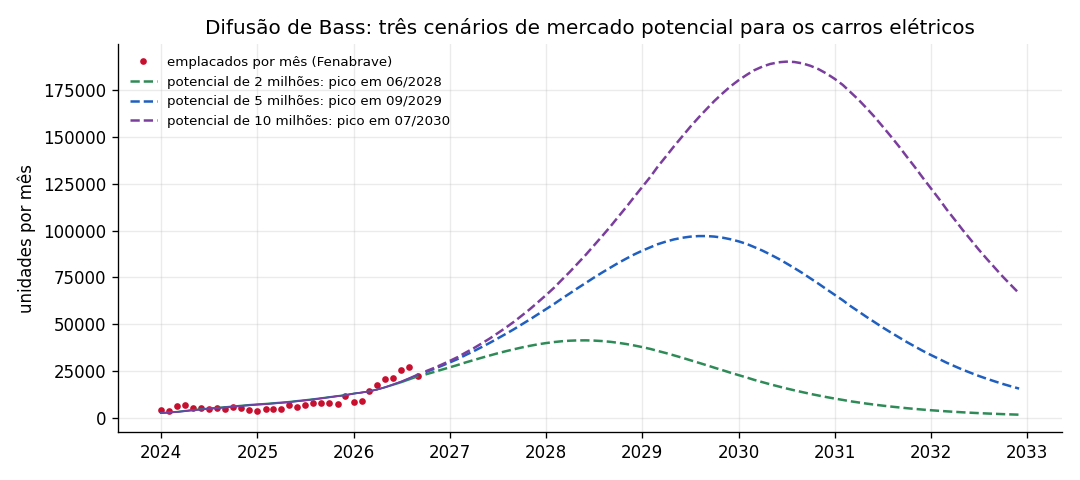 Difusão de Bass: três cenários de mercado potencial para os carros elétricos
emplacados por mês (Fenabrave)
potencial de 2 milhões: pico em 06/2028
potencial de 5 milhões: pico em 09/2029
potencial de 10 milhões: pico em 07/2030
unidades por mês
175000
150000
125000
100000
75000
50000
25000
0
2024 2025 2026 2027 2028 2029 2030 2031 2032 2033